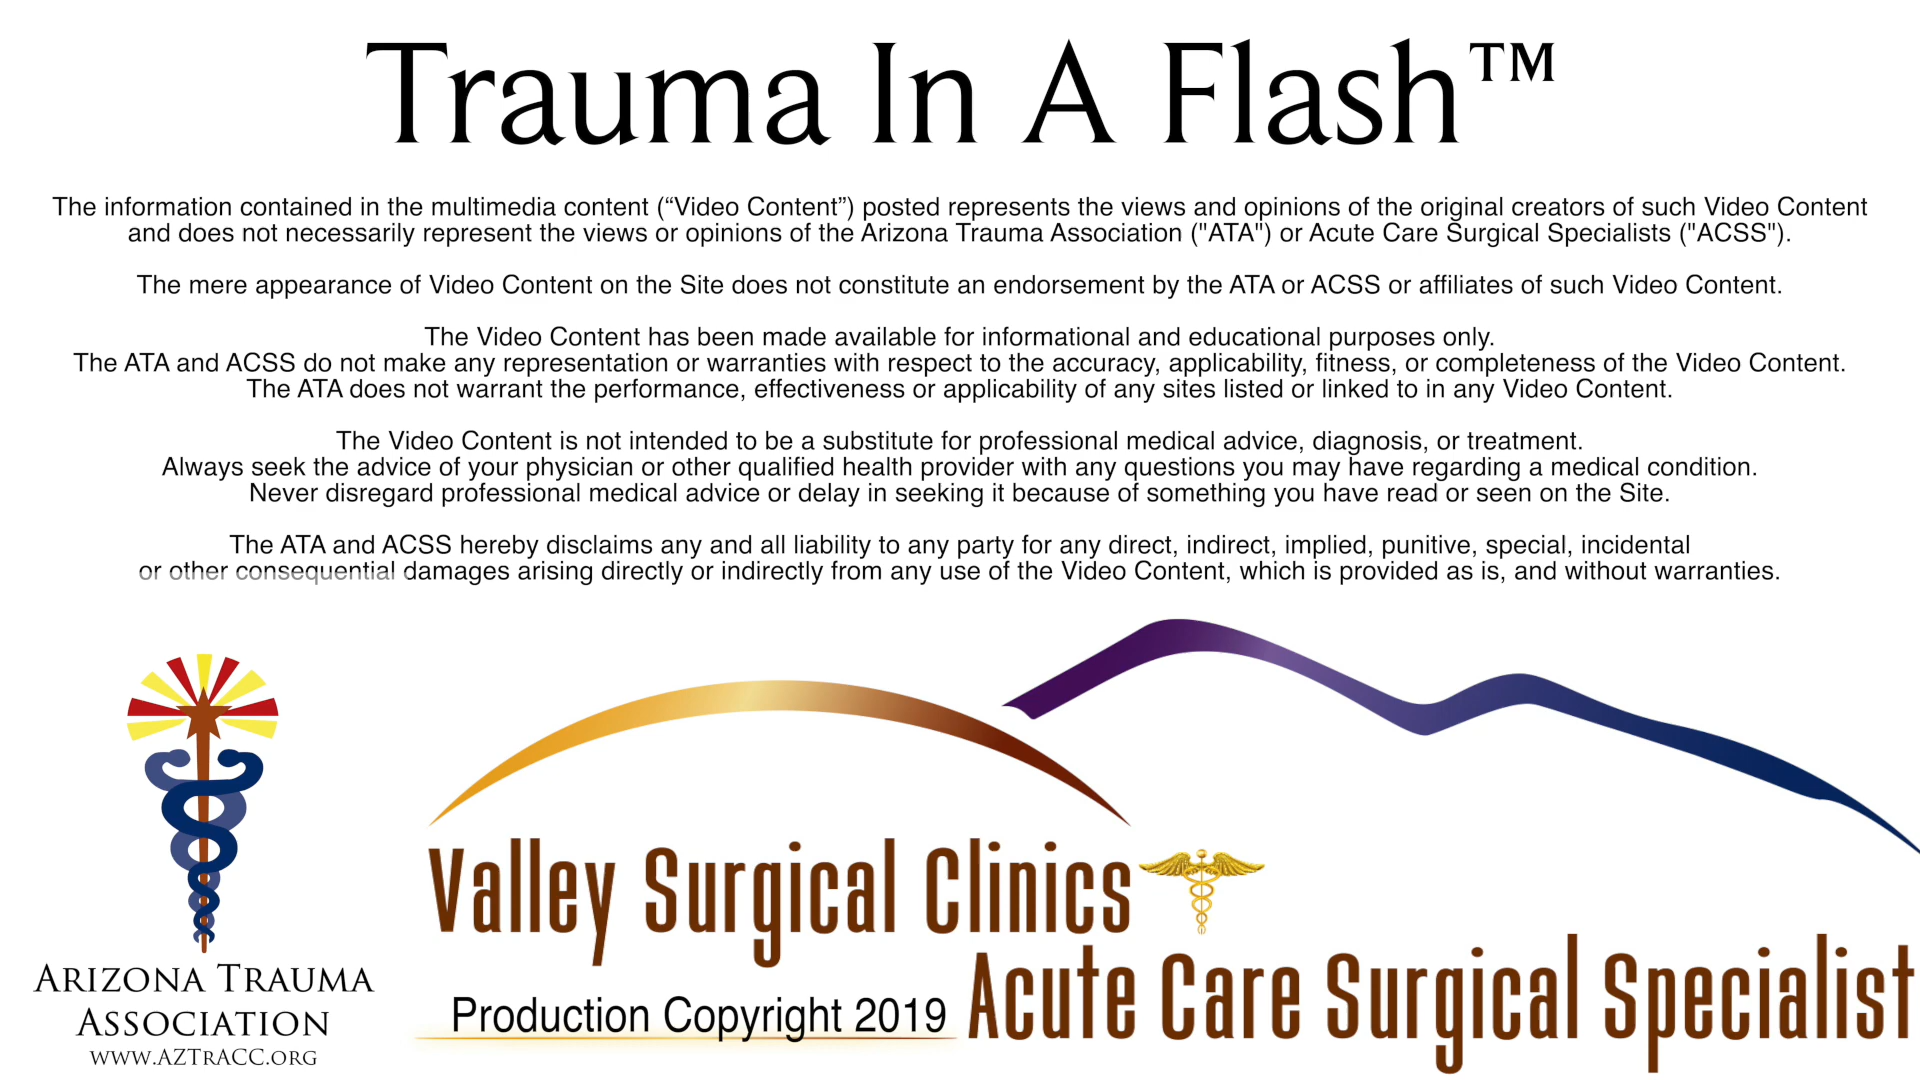 Trauma In A Flash™
The information contained in the multimedia content (“Video Content”) posted represents the views and opinions of the original creators of such Video Content
and does not necessarily represent the views or opinions of the Arizona Trauma Association ("ATA") or Acute Care Surgical Specialists ("ACSS").
The mere appearance of Video Content on the Site does not constitute an endorsement by the ATA or ACSS or affiliates of such Video Content.
The Video Content has been made available for informational and educational purposes only.
The ATA and ACSS do not make any representation or warranties with respect to the accuracy, applicability, fitness, or completeness of the Video Content.
The ATA does not warrant the performance, effectiveness or applicability of any sites listed or linked to in any Video Content.
The Video Content is not intended to be a substitute for professional medical advice, diagnosis, or treatment.
Always seek the advice of your physician or other qualified health provider with any questions you may have regarding a medical condition.
Never disregard professional medical advice or delay in seeking it because of something you have read or seen on the Site.
The ATA and ACSS hereby disclaims any and all liability to any party for any direct, indirect, implied, punitive, special, incidental
or other consequential damages arising directly or indirectly from any use of the Video Content, which is provided as is, and without warranties.
Valley Surgical Clinics
Acute Care Surgical Specialist
Production Copyright 2019
Arizona Trauma
Association
www.AZTrACC.org